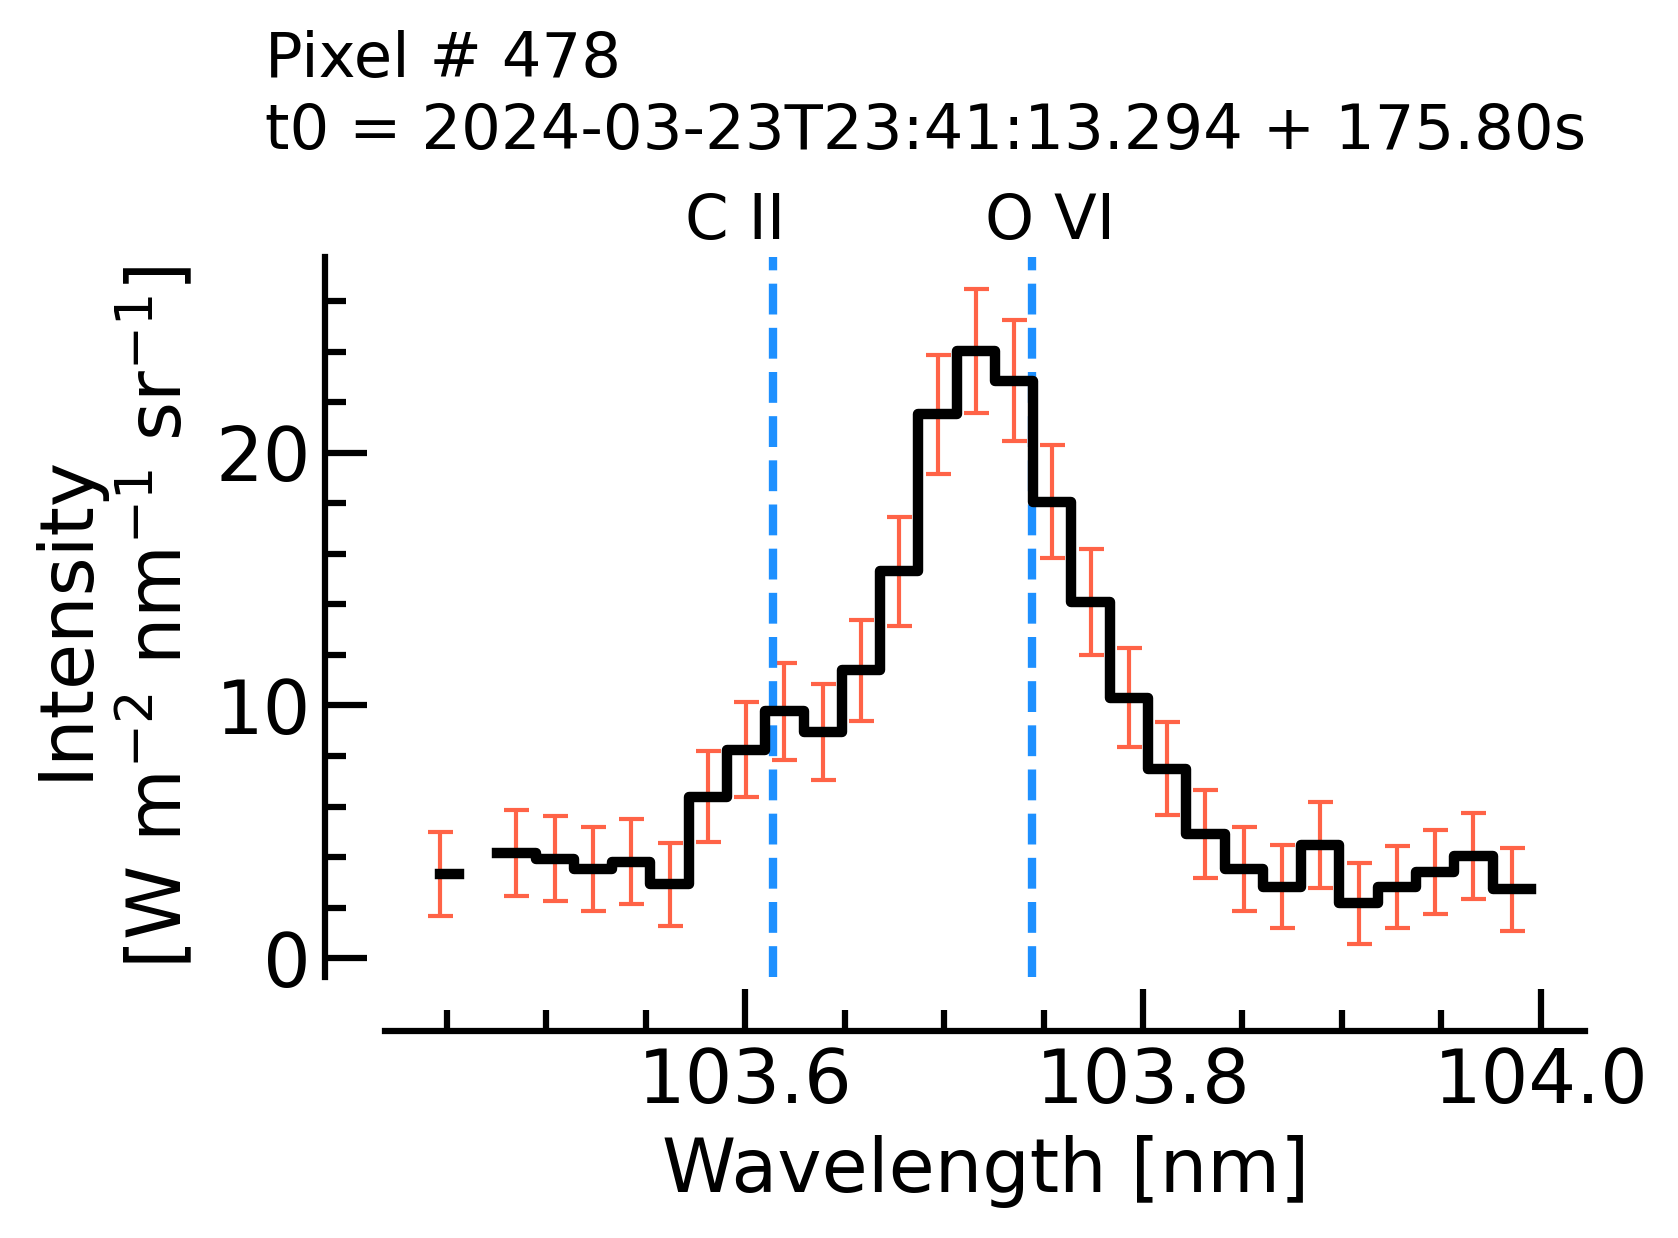 Pixel # 478
t0 = 2024-03-23T23:41:13.294 + 175.80s
C II
O VI
Intensity
[W m⁻² nm⁻¹ sr⁻¹]
20
10
0
103.6
103.8
104.0
Wavelength [nm]